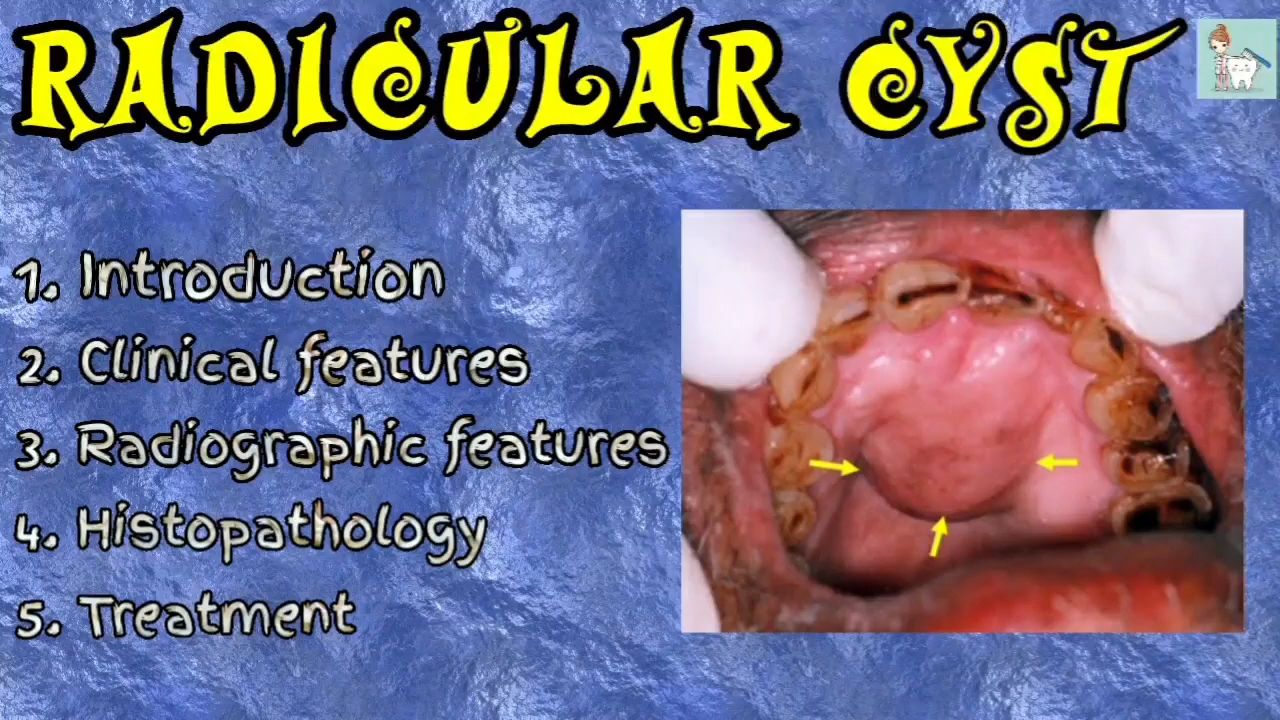 RADICULAR CYST
1. Introduction
2. Clinical features
3. Radiographic features
4. Histopathology
5. Treatment